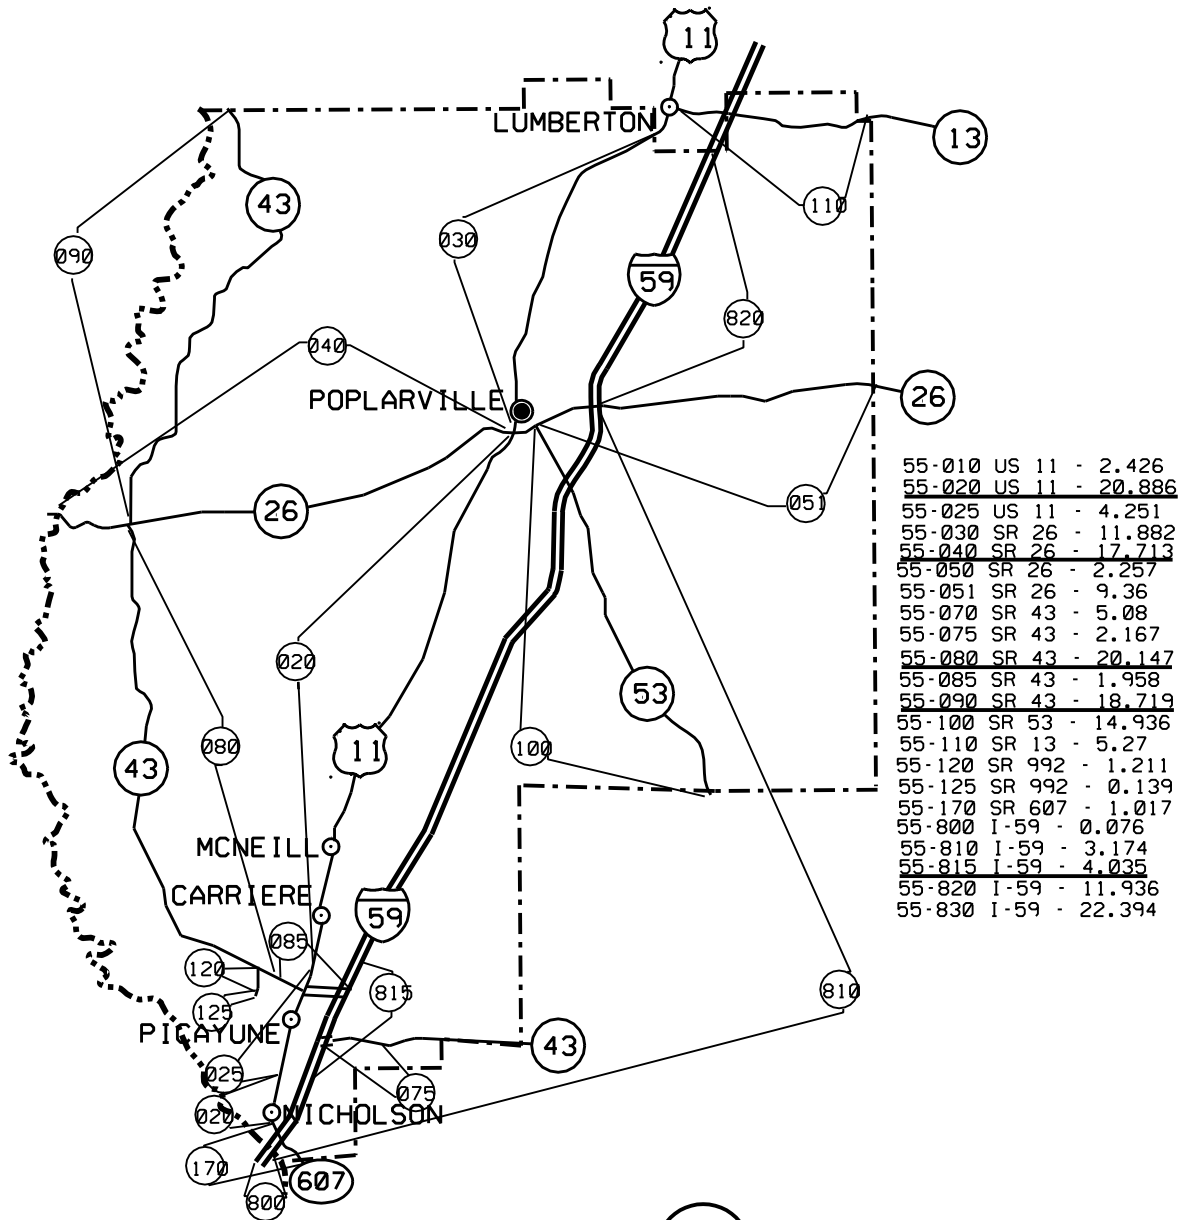 11
LUMBERTON
13
43
110
030
090
59
820
040
POPLARVILLE
26
26
051
55-010 US 11 - 2.426
55-020 US 11 - 20.886
55-025 US 11 - 4.251
55-030 SR 26 - 11.882
55-040 SR 26 - 17.713
55-050 SR 26 - 2.257
55-051 SR 26 - 9.36
55-070 SR 43 - 5.08
55-075 SR 43 - 2.167
55-080 SR 43 - 20.147
55-085 SR 43 - 1.958
55-090 SR 43 - 18.719
55-100 SR 53 - 14.936
55-110 SR 13 - 5.27
55-120 SR 992 - 1.211
55-125 SR 992 - 0.139
55-170 SR 607 - 1.017
55-800 I-59 - 0.076
55-810 I-59 - 3.174
55-815 I-59 - 4.035
55-820 I-59 - 11.936
55-830 I-59 - 22.394
020
53
080
11
100
43
MCNEILL
CARRIERE
59
085
120
815
810
125
PICAYUNE
43
025
075
020
NICHOLSON
170
607
800